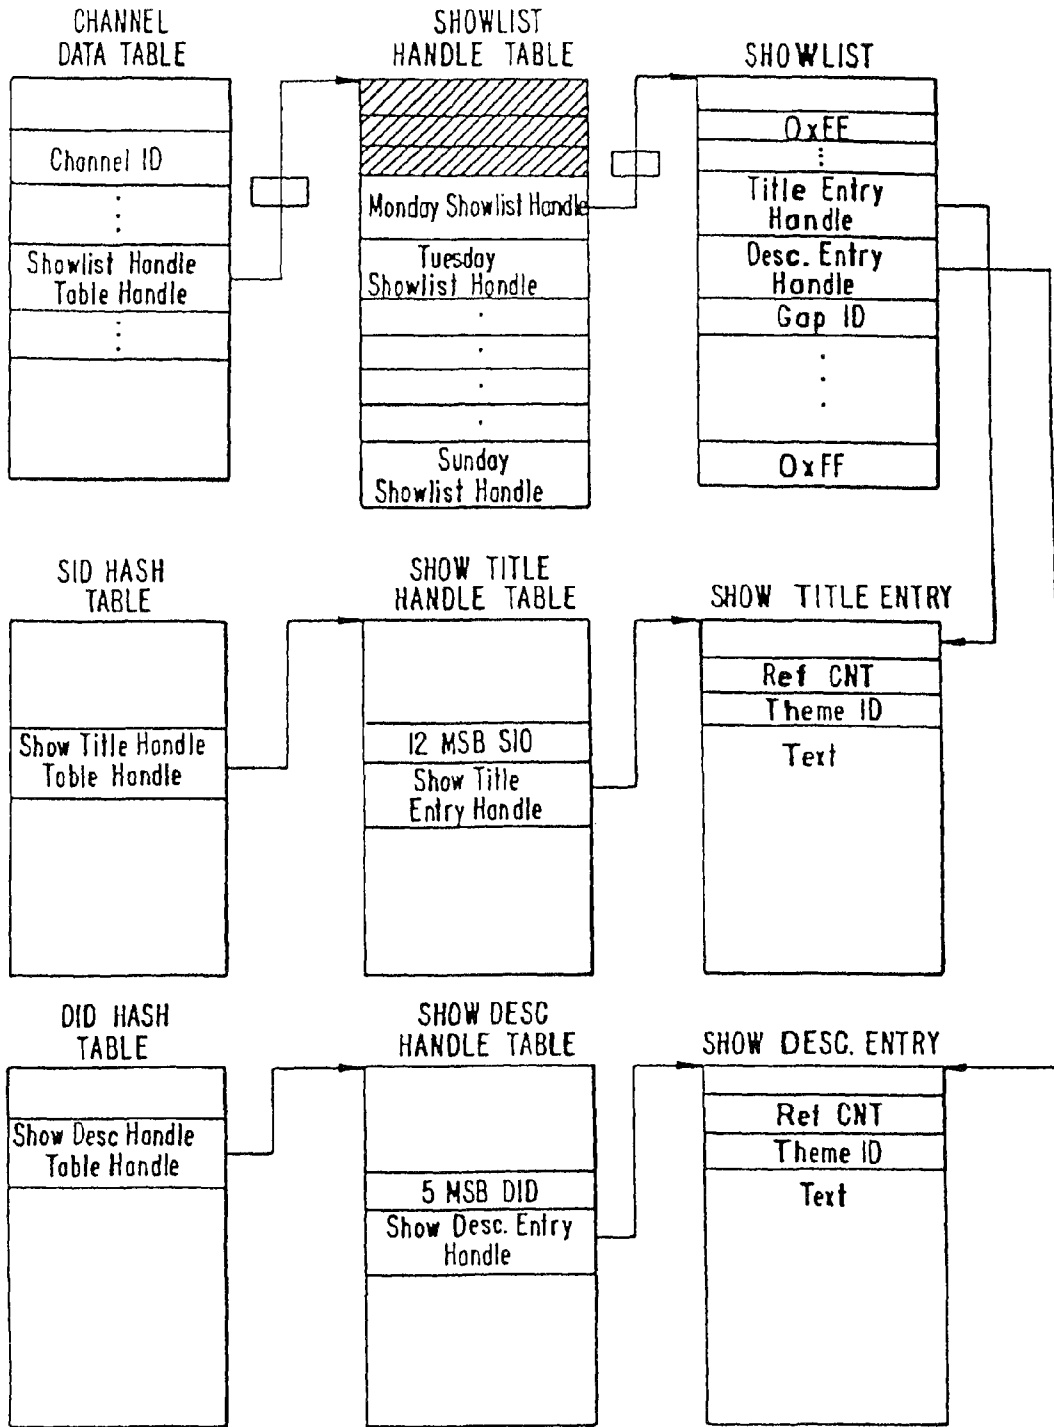 CHANNEL
DATA TABLE
Channel ID
Showlist Handle
Table Handle
SHOWLIST
HANDLE TABLE
Monday Showlist Handle
Tuesday
Showlist Handle
Sunday
Showlist Handle
SHOWLIST
0xFF
Title Entry
Handle
Desc. Entry
Handle
Gap ID
0xFF
SID HASH
TABLE
Show Title Handle
Table Handle
SHOW TITLE
HANDLE TABLE
12 MSB SIO
Show Title
Entry Handle
SHOW TITLE ENTRY
Ref CNT
Theme ID
Text
DID HASH
TABLE
Show Desc Handle
Table Handle
SHOW DESC
HANDLE TABLE
5 MSB DID
Show Desc. Entry
Handle
SHOW DESC. ENTRY
Ref CNT
Theme ID
Text